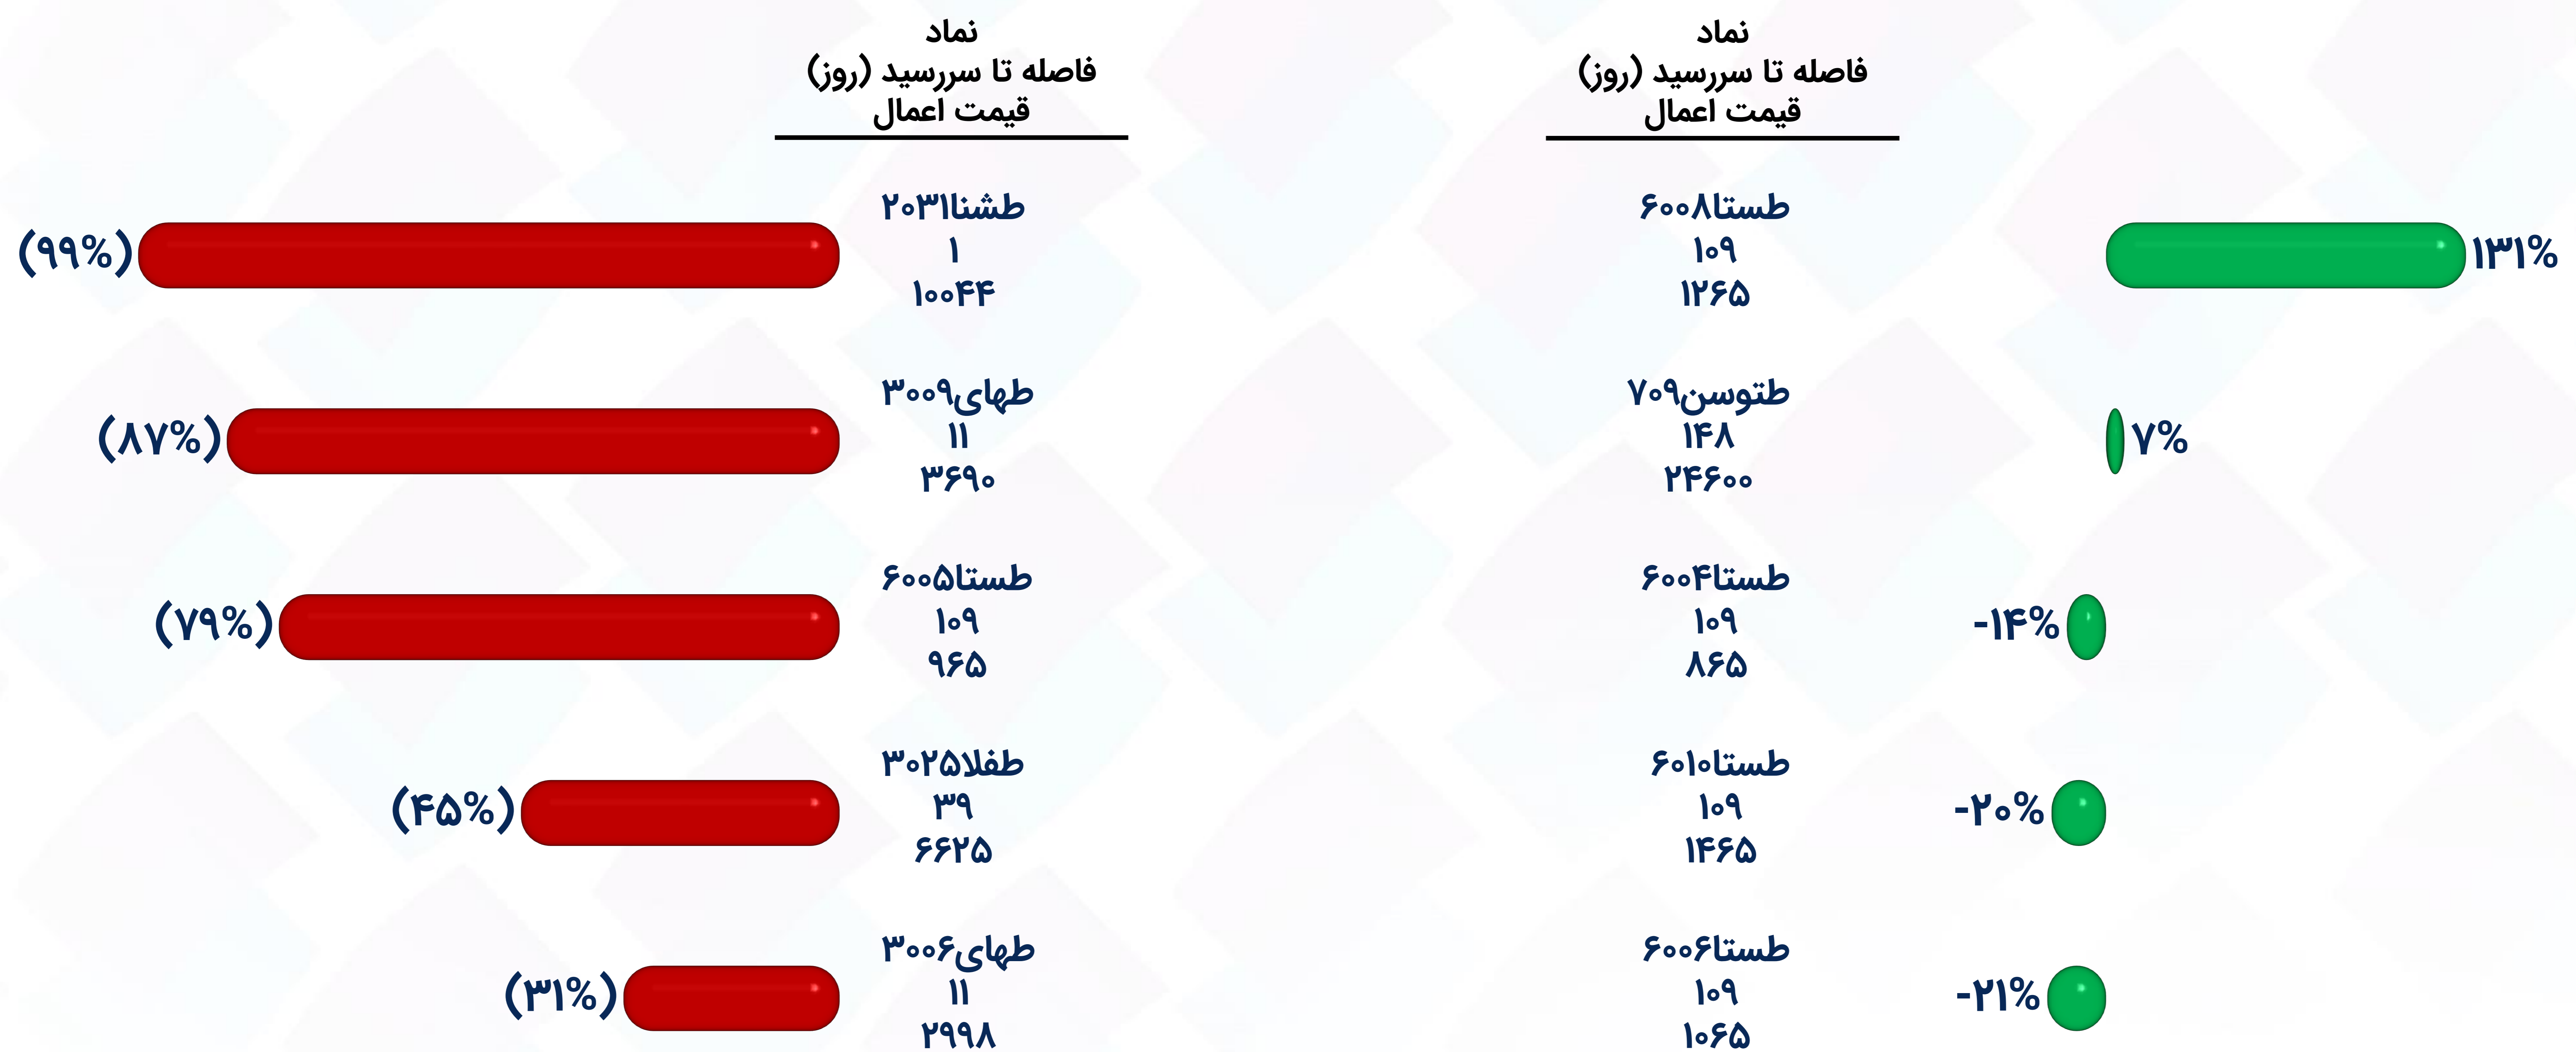 نماد
فاصله تا سررسید (روز)
قیمت اعمال
طستا۶۰۰۸
۱۰۹
۱۲۶۵
۱۳۱%
طتوسن۷۰۹
۱۴۸
۲۴۶۰۰
۷%
طستا۶۰۰۴
۱۰۹
۸۶۵
-۱۴%
طستا۶۰۱۰
۱۰۹
۱۴۶۵
-۲۰%
طستا۶۰۰۶
۱۰۹
۱۰۶۵
-۲۱%
نماد
فاصله تا سررسید (روز)
قیمت اعمال
طشنا۲۰۳۱
۱
۱۰۰۴۴
(۹۹%)
طهای۳۰۰۹
۱۱
۳۶۹۰
(۸۷%)
طستا۶۰۰۵
۱۰۹
۹۶۵
(۷۹%)
طفلا۳۰۲۵
۳۹
۶۶۲۵
(۴۵%)
طهای۳۰۰۶
۱۱
۲۹۹۸
(۳۱%)